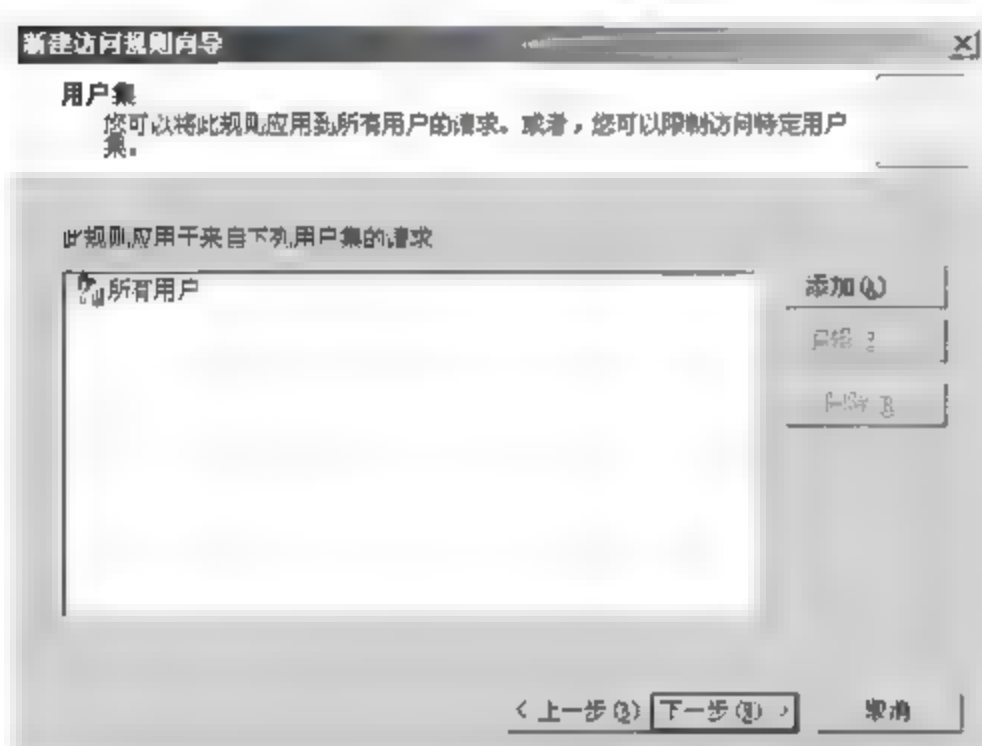 新建访问规则向导
用户集
您可以将此规则应用到所有用户的请求。或者，您可以限制访问特定用户
集。
此规则应用于来自下列用户集的请求
所有用户
添加(A)
< 上一步(B)
下一步(N) >
取消